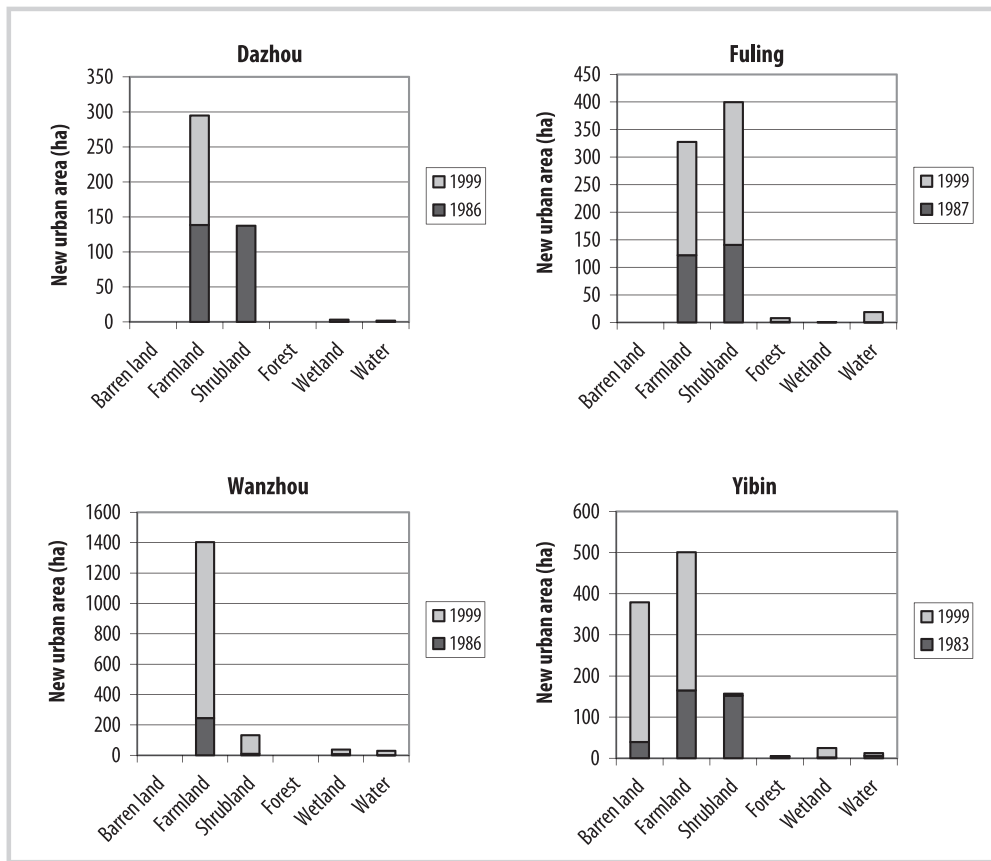 Dazhou
New urban area (ha)
350
300
250
200
150
100
50
0
Barren land
Farmland
Shrubland
Forest
Wetland
Water
1999
1986
Fuling
New urban area (ha)
450
400
350
300
250
200
150
100
50
0
Barren land
Farmland
Shrubland
Forest
Wetland
Water
1999
1987
Wanzhou
New urban area (ha)
1600
1400
1200
1000
800
600
400
200
0
Barren land
Farmland
Shrubland
Forest
Wetland
Water
1999
1986
Yibin
New urban area (ha)
600
500
400
300
200
100
0
Barren land
Farmland
Shrubland
Forest
Wetland
Water
1999
1983